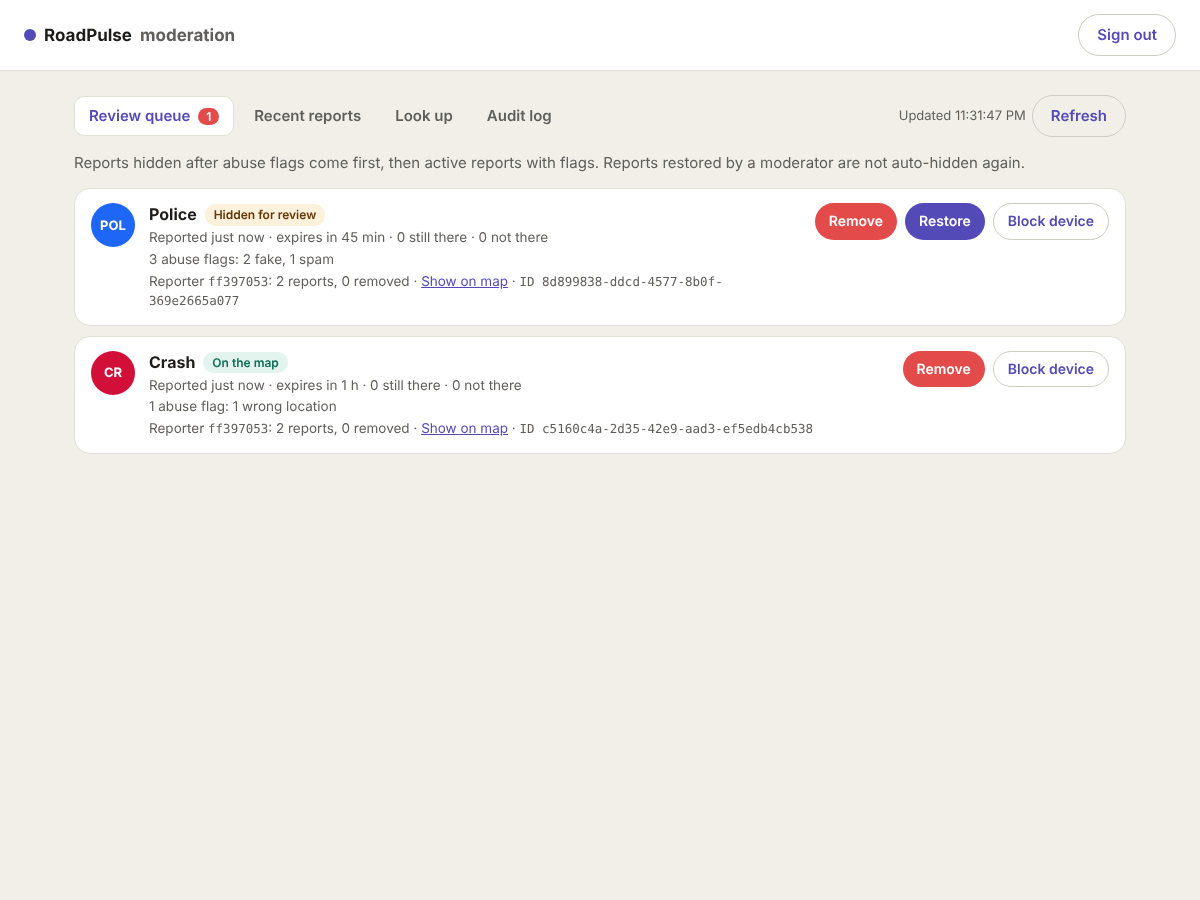 RoadPulse moderation
Sign out
Review queue 1
Recent reports
Look up
Audit log
Updated 11:31:47 PM
Refresh
Reports hidden after abuse flags come first, then active reports with flags. Reports restored by a moderator are not auto-hidden again.
POL
Police Hidden for review
Reported just now · expires in 45 min · 0 still there · 0 not there
3 abuse flags: 2 fake, 1 spam
Reporter ff397053: 2 reports, 0 removed · Show on map · ID 8d899838-ddcd-4577-8b0f-
369e2665a077
Remove
Restore
Block device
CR
Crash On the map
Reported just now · expires in 1 h · 0 still there · 0 not there
1 abuse flag: 1 wrong location
Reporter ff397053: 2 reports, 0 removed · Show on map · ID c5160c4a-2d35-42e9-aad3-ef5edb4cb538
Remove
Block device